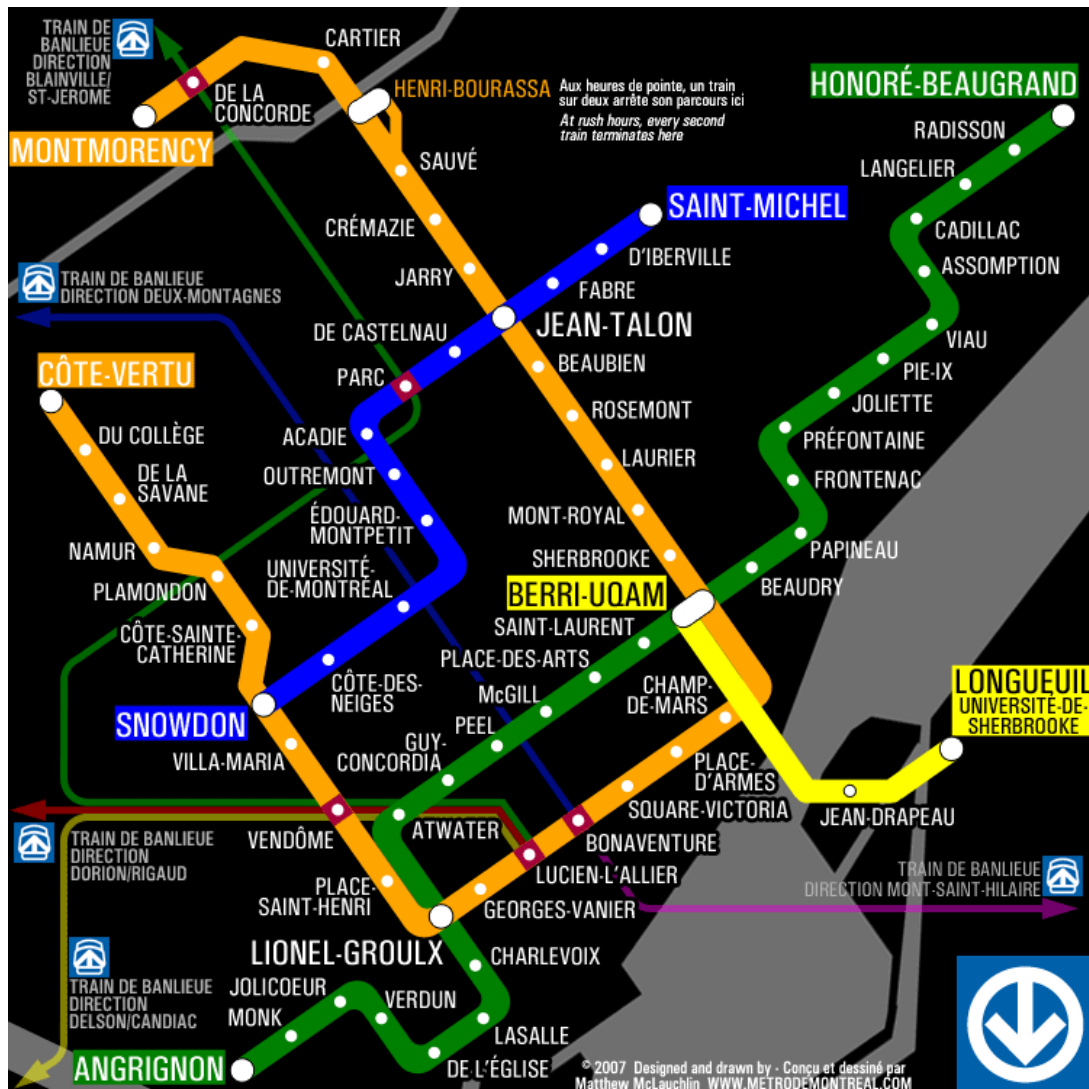 TRAIN DE
BANLIEUE
DIRECTION
BLAINVILLE/
ST-JEROME
CARTIER
DE LA
CONCORDE
MONTMORENCY
HENRI-BOURASSA
Aux heures de pointe, un train
sur deux arrête son parcours ici
At rush hours, every second
train terminates here
HONORÉ-BEAUGRAND
RADISSON
LANGELIER
CADILLAC
ASSOMPTION
VIAU
PIE-IX
JOLIETTE
PRÉFONTAINE
FRONTENAC
PAPINEAU
BEAUDRY
SAUVÉ
CRÉMAZIE
JARRY
SAINT-MICHEL
D'IBERVILLE
FABRE
JEAN-TALON
DE CASTELNAU
PARC
ACADIE
OUTREMONT
ÉDOUARD-
MONTPETIT
UNIVERSITÉ-
DE-MONTRÉAL
CÔTE-DES-
NEIGES
TRAIN DE BANLIEUE
DIRECTION DEUX-MONTAGNES
CÔTE-VERTU
DU COLLÈGE
DE LA
SAVANE
NAMUR
PLAMONDON
CÔTE-SAINTE-
CATHERINE
SNOWDON
VILLA-MARIA
VENDÔME
PLACE-
SAINT-HENRI
BEAUBIEN
ROSEMONT
LAURIER
MONT-ROYAL
SHERBROOKE
BERRI-UQAM
SAINT-LAURENT
PLACE-DES-ARTS
McGILL
PEEL
GUY-
CONCORDIA
ATWATER
CHAMP-
DE-MARS
PLACE-
D'ARMES
SQUARE-VICTORIA
BONAVENTURE
LUCIEN-L'ALLIER
GEORGES-VANIER
LIONEL-GROULX
LONGUEUIL
UNIVERSITÉ-DE-
SHERBROOKE
JEAN-DRAPEAU
TRAIN DE BANLIEUE
DIRECTION MONT-SAINT-HILAIRE
TRAIN DE BANLIEUE
DIRECTION
DORION/RIGAUD
TRAIN DE BANLIEUE
DIRECTION
DELSON/CANDIAC
CHARLEVOIX
LASALLE
DE L'ÉGLISE
VERDUN
JOLICOEUR
MONK
ANGRIGNON
© 2007 Designed and drawn by - Conçu et dessiné par
Matthew McLauchlin WWW.METRODEMONTREAL.COM